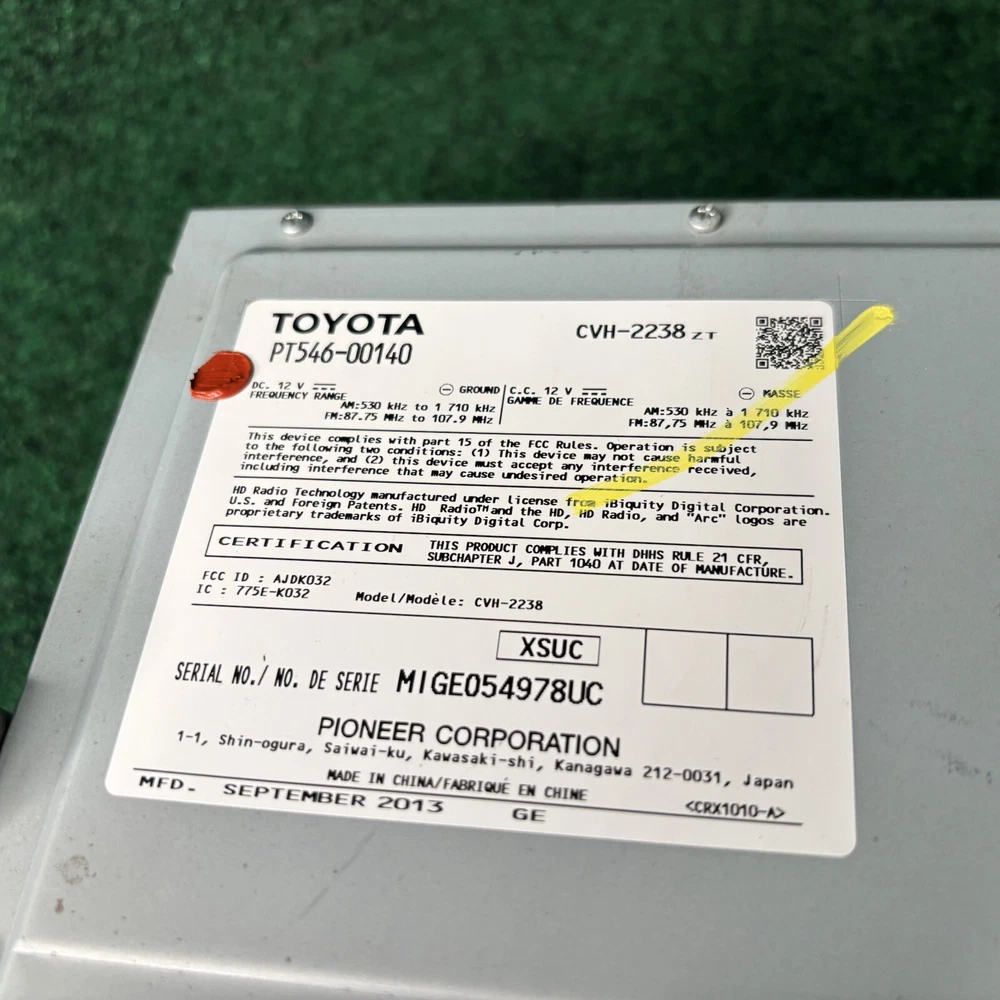 TOYOTA
PT546-00140
CVH-2238 ZT
DC. 12 V ⊖ GROUND
FREQUENCY RANGE
AM:530 kHz to 1 710 kHz
FM:87.75 MHz to 107.9 MHz
C.C. 12 V ⊖ MASSE
GAMME DE FREQUENCE
AM:530 kHz à 1 710 kHz
FM:87,75 MHz à 107,9 MHz
This device complies with part 15 of the FCC Rules. Operation is subject
to the following two conditions: (1) This device may not cause harmful
interference, and (2) this device must accept any interference received,
including interference that may cause undesired operation.
HD Radio Technology manufactured under license from iBiquity Digital Corporation.
U.S. and Foreign Patents. HD Radio™ and the HD, HD Radio, and "Arc" logos are
proprietary trademarks of iBiquity Digital Corp.
CERTIFICATION THIS PRODUCT COMPLIES WITH DHHS RULE 21 CFR,
SUBCHAPTER J, PART 1040 AT DATE OF MANUFACTURE.
FCC ID : AJDK032
IC : 775E-K032
Model/Modèle: CVH-2238
XSUC
SERIAL NO./ NO. DE SERIE MIGE054978UC
PIONEER CORPORATION
1-1, Shin-ogura, Saiwai-ku, Kawasaki-shi, Kanagawa 212-0031, Japan
MADE IN CHINA/FABRIQUÉ EN CHINE
MFD- SEPTEMBER 2013 GE <CRX1010-A>